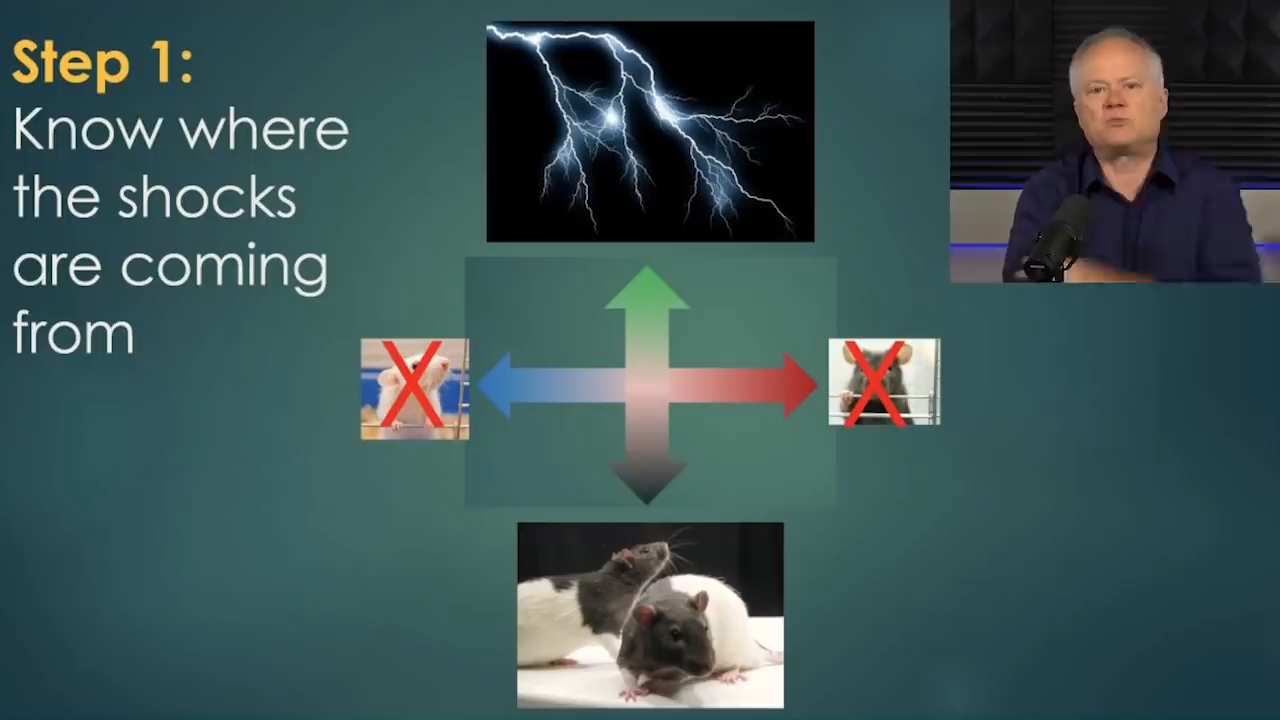 Step 1:
Know where
the shocks
are coming
from